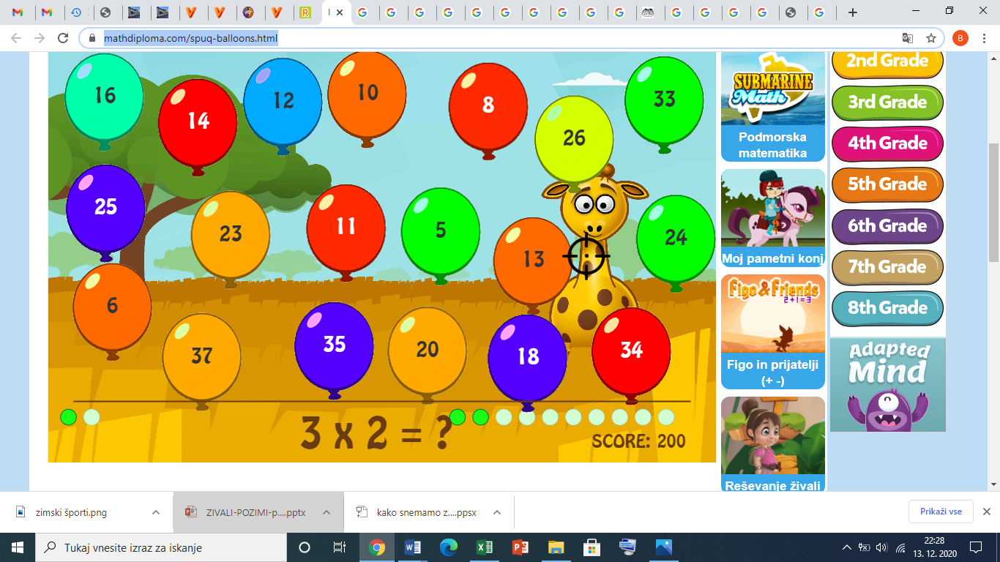 mathdiploma.com/spuq-balloons.html
B
16
14
12
10
8
26
33
25
23
11
5
13
24
6
37
35
20
18
34
3 x 2 = ?
SCORE: 200
SUBMARINE
Math
Podmorska
matematika
Moj pametni konj
Figo & Friends
2+1=3
Figo in prijatelji
(+ -)
Reševanje živali
2nd Grade
3rd Grade
4th Grade
5th Grade
6th Grade
7th Grade
8th Grade
Adapted
Mind
zimski športi.png
ZIVALI-POZIMI-p....pptx
kako snemamo z....ppsx
Prikaži vse
Tukaj vnesite izraz za iskanje
22:28
13. 12. 2020